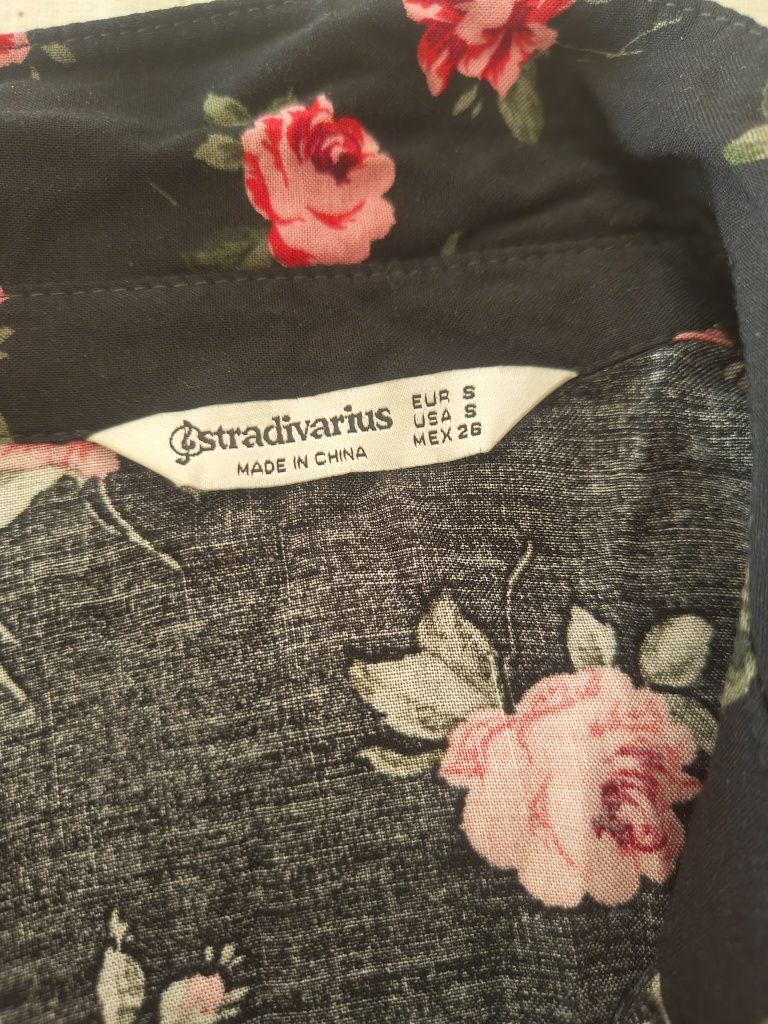 stradivarius
MADE IN CHINA
EUR S
USA S
MEX 26